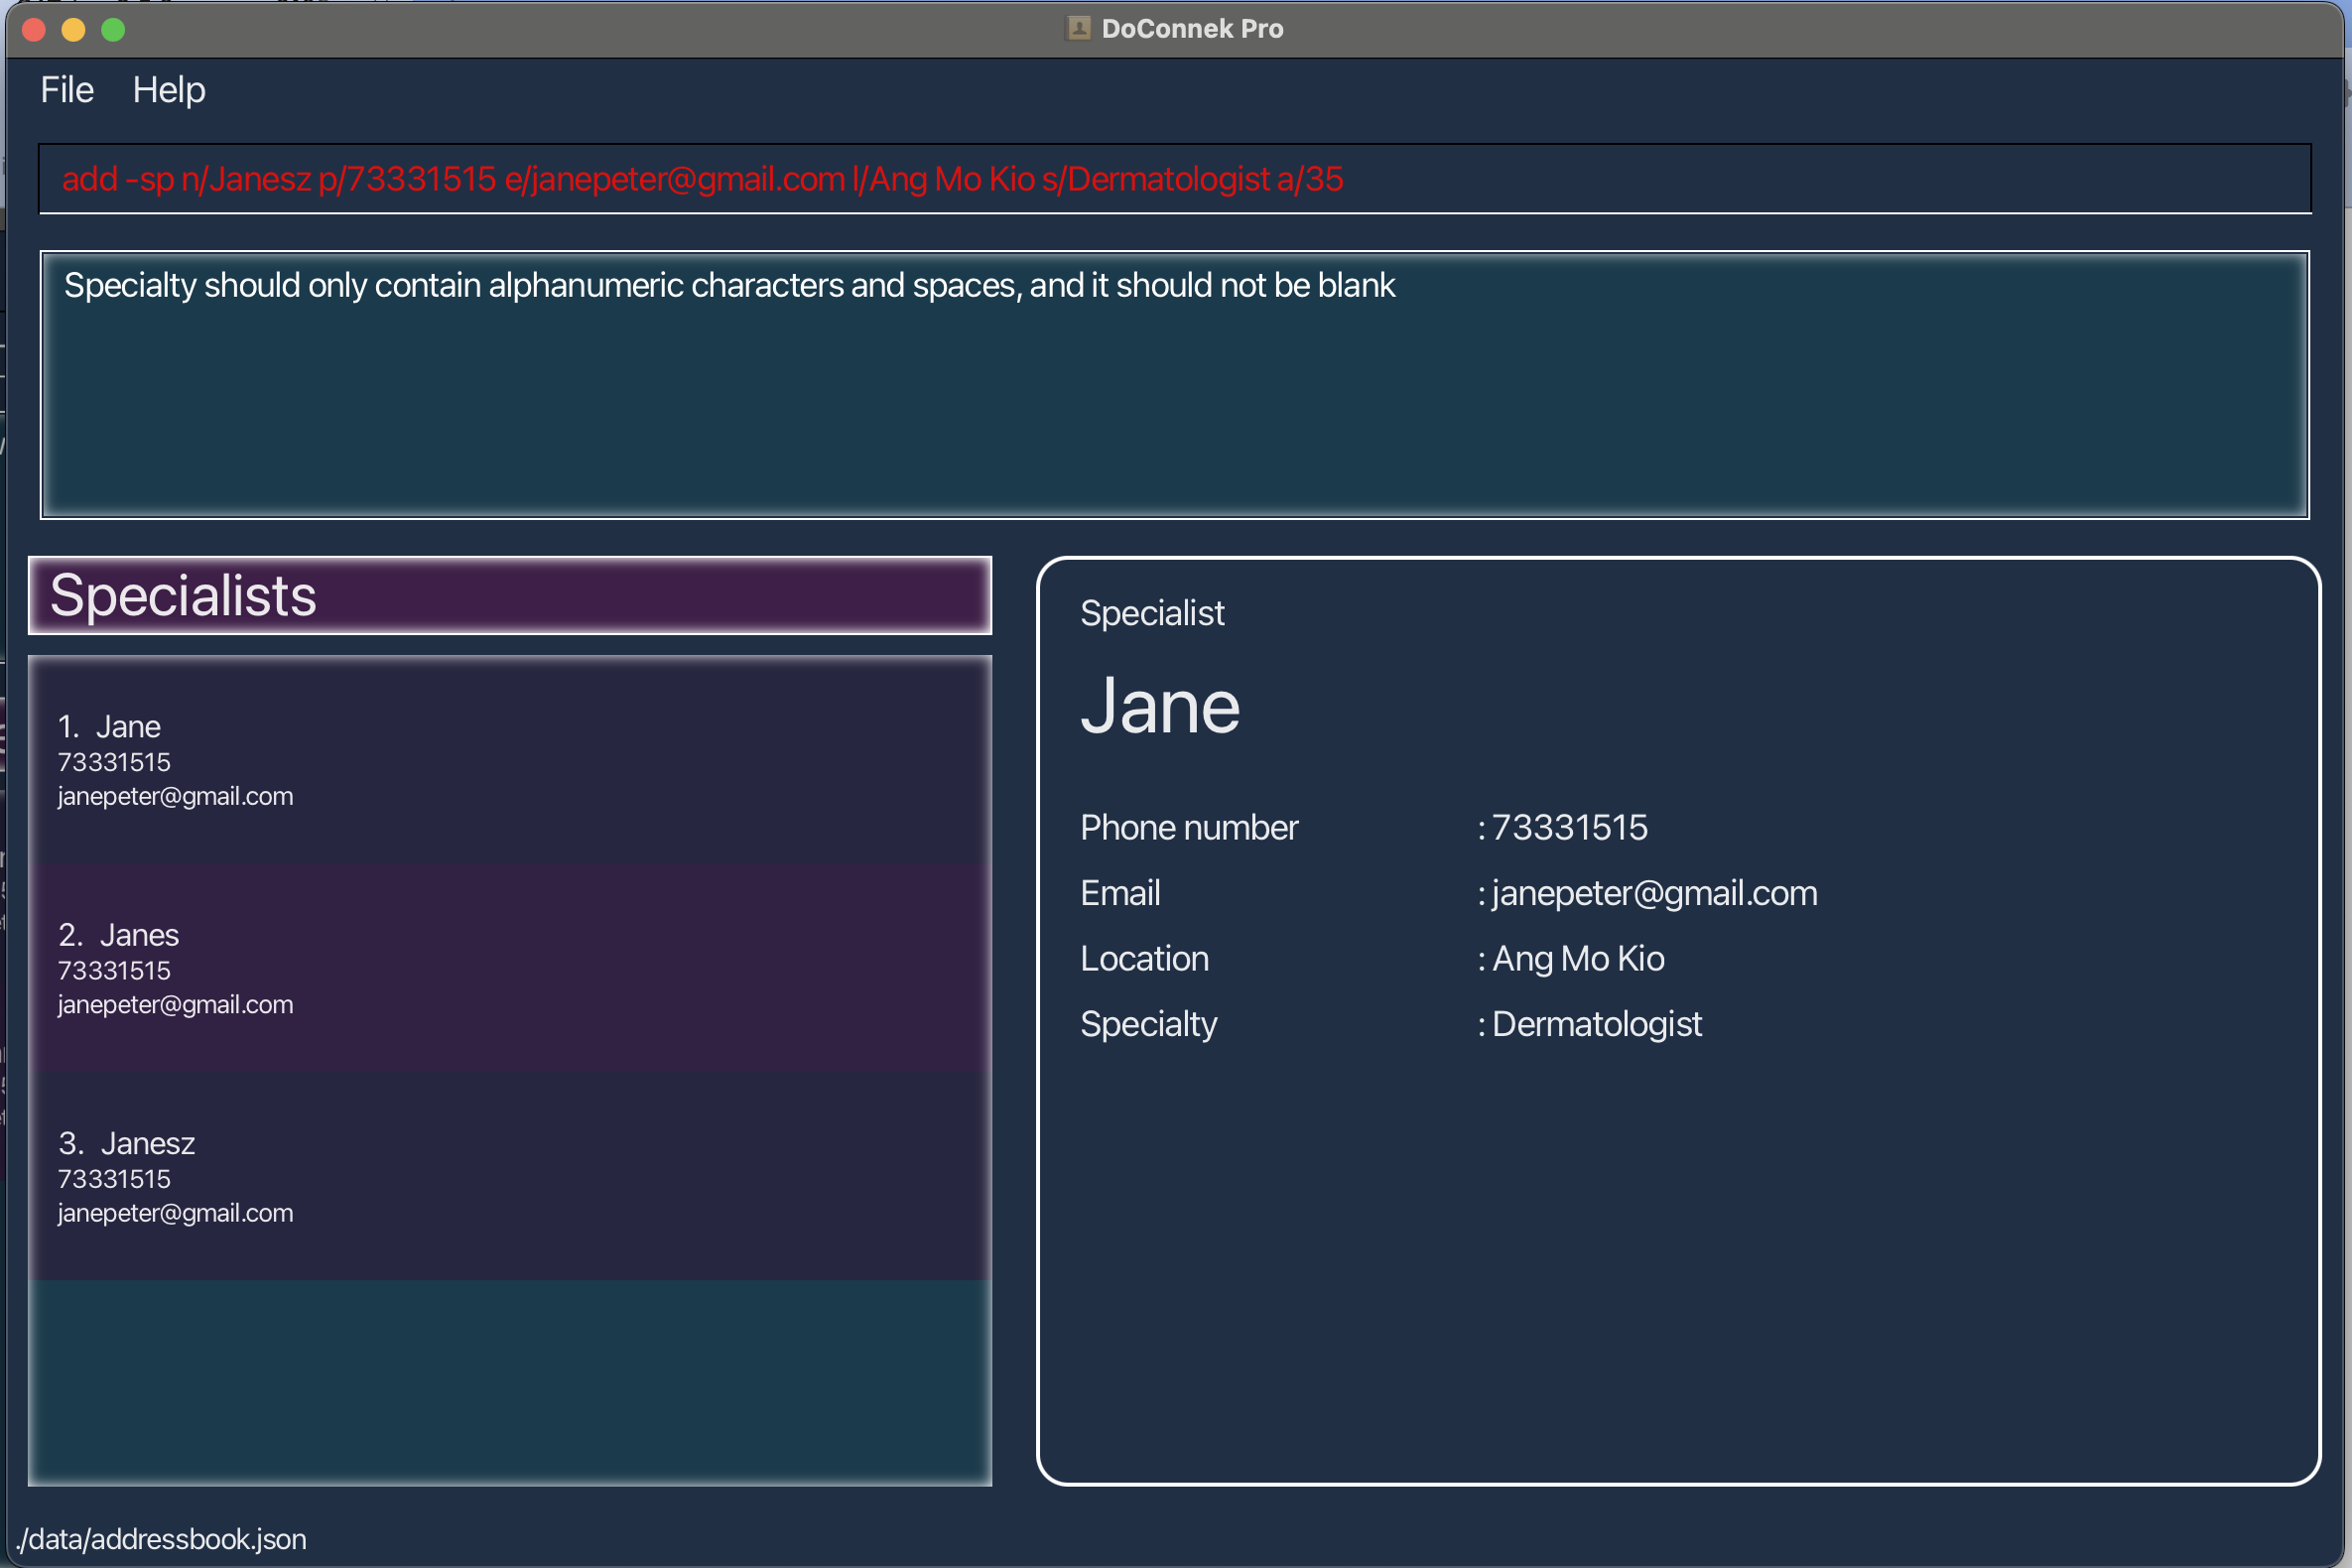 DoConnek Pro
File Help
add -sp n/Janesz p/73331515 e/janepeter@gmail.com l/Ang Mo Kio s/Dermatologist a/35
Specialty should only contain alphanumeric characters and spaces, and it should not be blank
Specialists
1. Jane
73331515
janepeter@gmail.com
2. Janes
73331515
janepeter@gmail.com
3. Janesz
73331515
janepeter@gmail.com
Specialist
Jane
Phone number : 73331515
Email : janepeter@gmail.com
Location : Ang Mo Kio
Specialty : Dermatologist
./data/addressbook.json